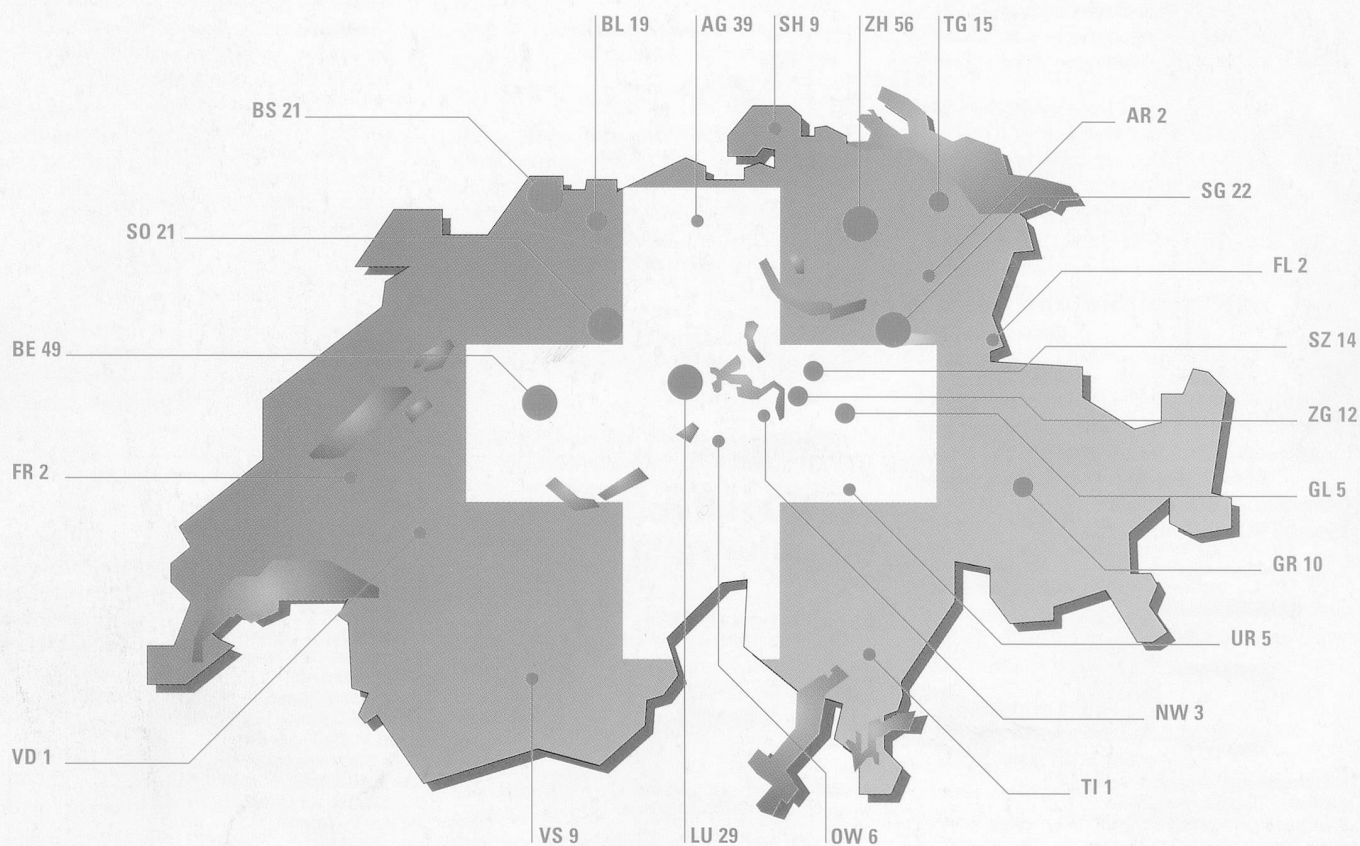 BL 19
AG 39
SH 9
ZH 56
TG 15
BS 21
AR 2
SG 22
SO 21
FL 2
SZ 14
BE 49
ZG 12
FR 2
GL 5
GR 10
UR 5
NW 3
VD 1
TI 1
VS 9
LU 29
OW 6